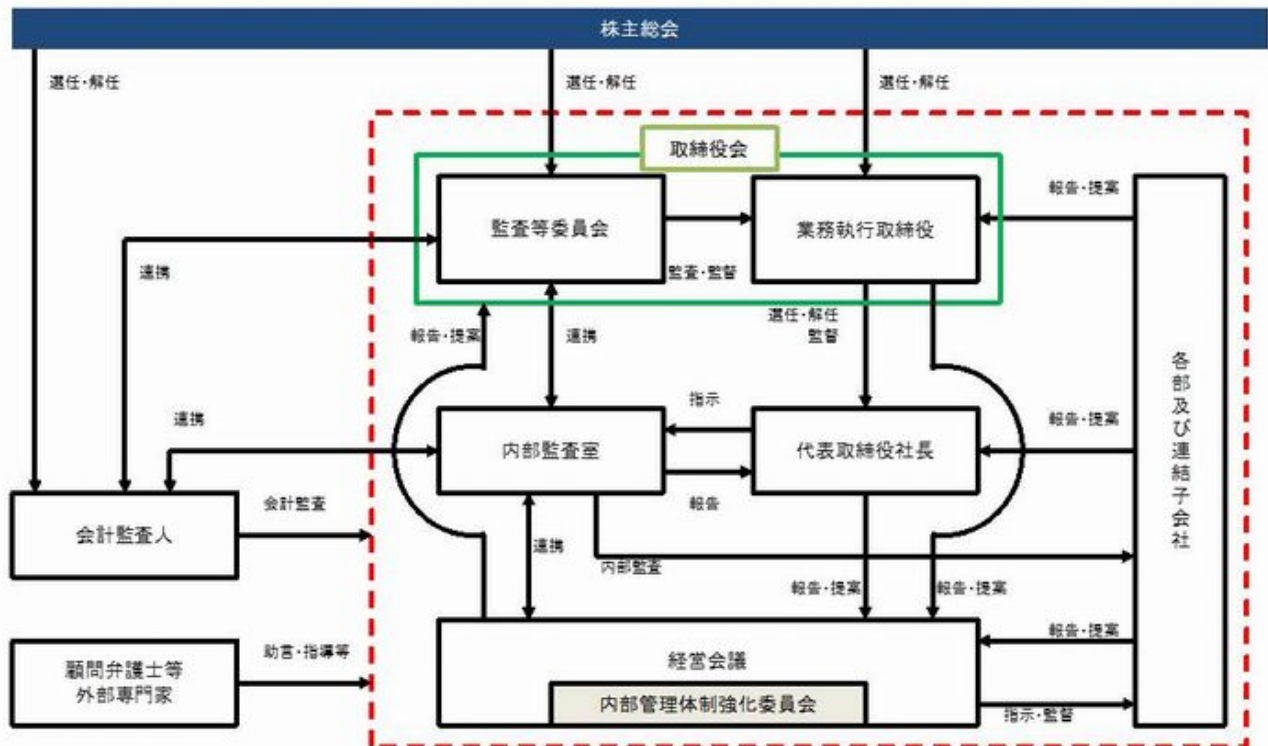 株主総会
選任・解任
選任・解任
選任・解任
取締役会
監査等委員会
業務執行取締役
報告・提案
連携
監査・監督
報告・提案
連携
選任・解任
監督
各部及び連結子会社
連携
指示
内部監査室
代表取締役社長
報告・提案
報告
会計監査人
会計監査
連携
内部監査
報告・提案
報告・提案
顧問弁護士等
外部専門家
助言・指導等
経営会議
報告・提案
内部管理体制強化委員会
指示・監督